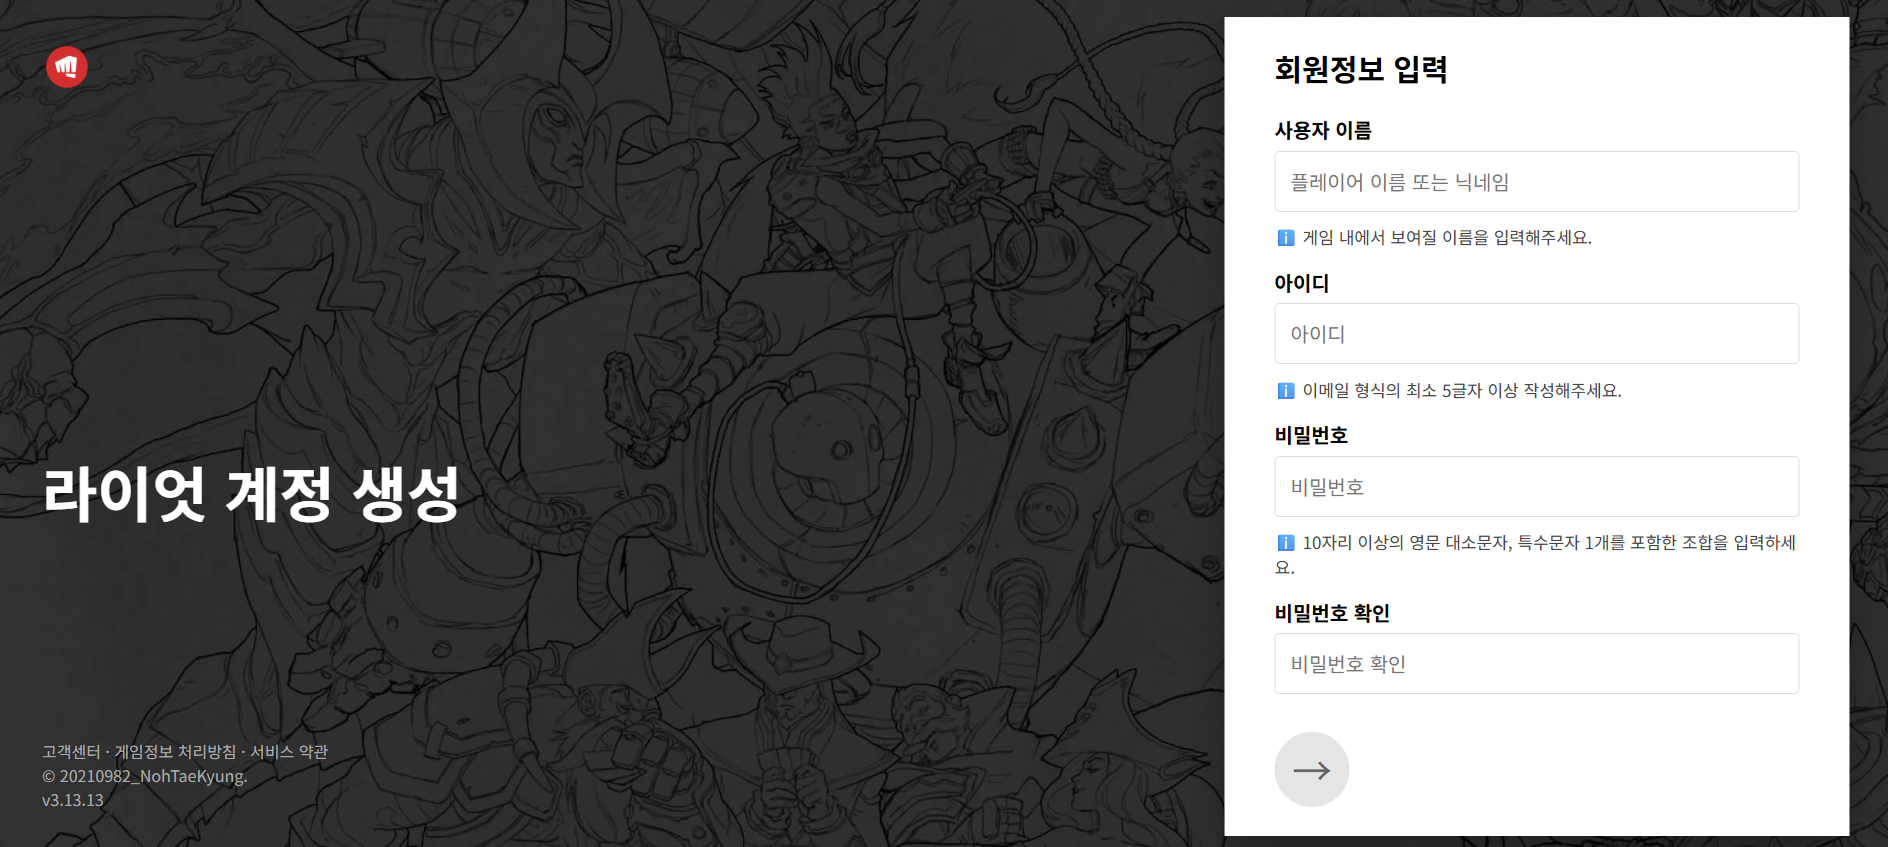 라이엇 계정 생성
고객센터 · 게임정보 처리방침 · 서비스 약관
© 20210982_NohTaeKyung.
v3.13.13
회원정보 입력
사용자 이름
플레이어 이름 또는 닉네임
ℹ️ 게임 내에서 보여질 이름을 입력해주세요.
아이디
아이디
ℹ️ 이메일 형식의 최소 5글자 이상 작성해주세요.
비밀번호
비밀번호
ℹ️ 10자리 이상의 영문 대소문자, 특수문자 1개를 포함한 조합을 입력하세
요.
비밀번호 확인
비밀번호 확인